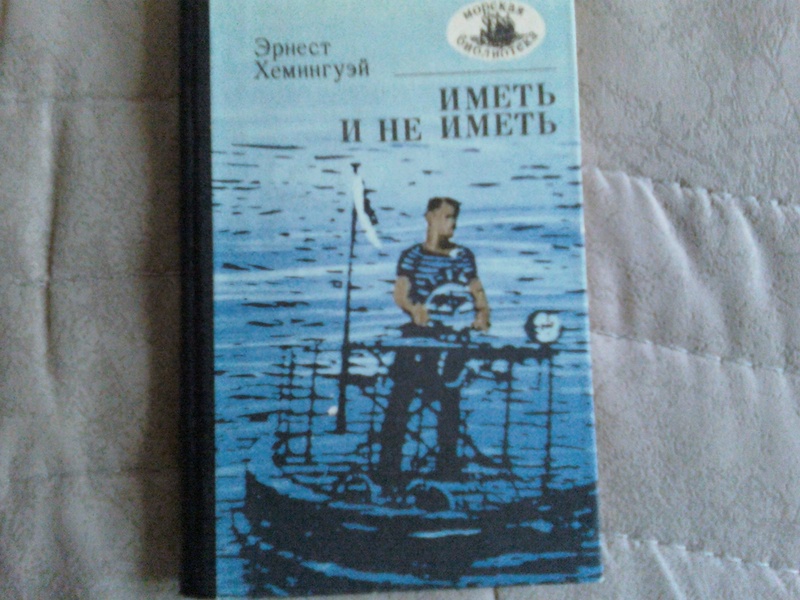 морская
библиотека
Эрнест
Хемингуэй
ИМЕТЬ
И НЕ ИМЕТЬ